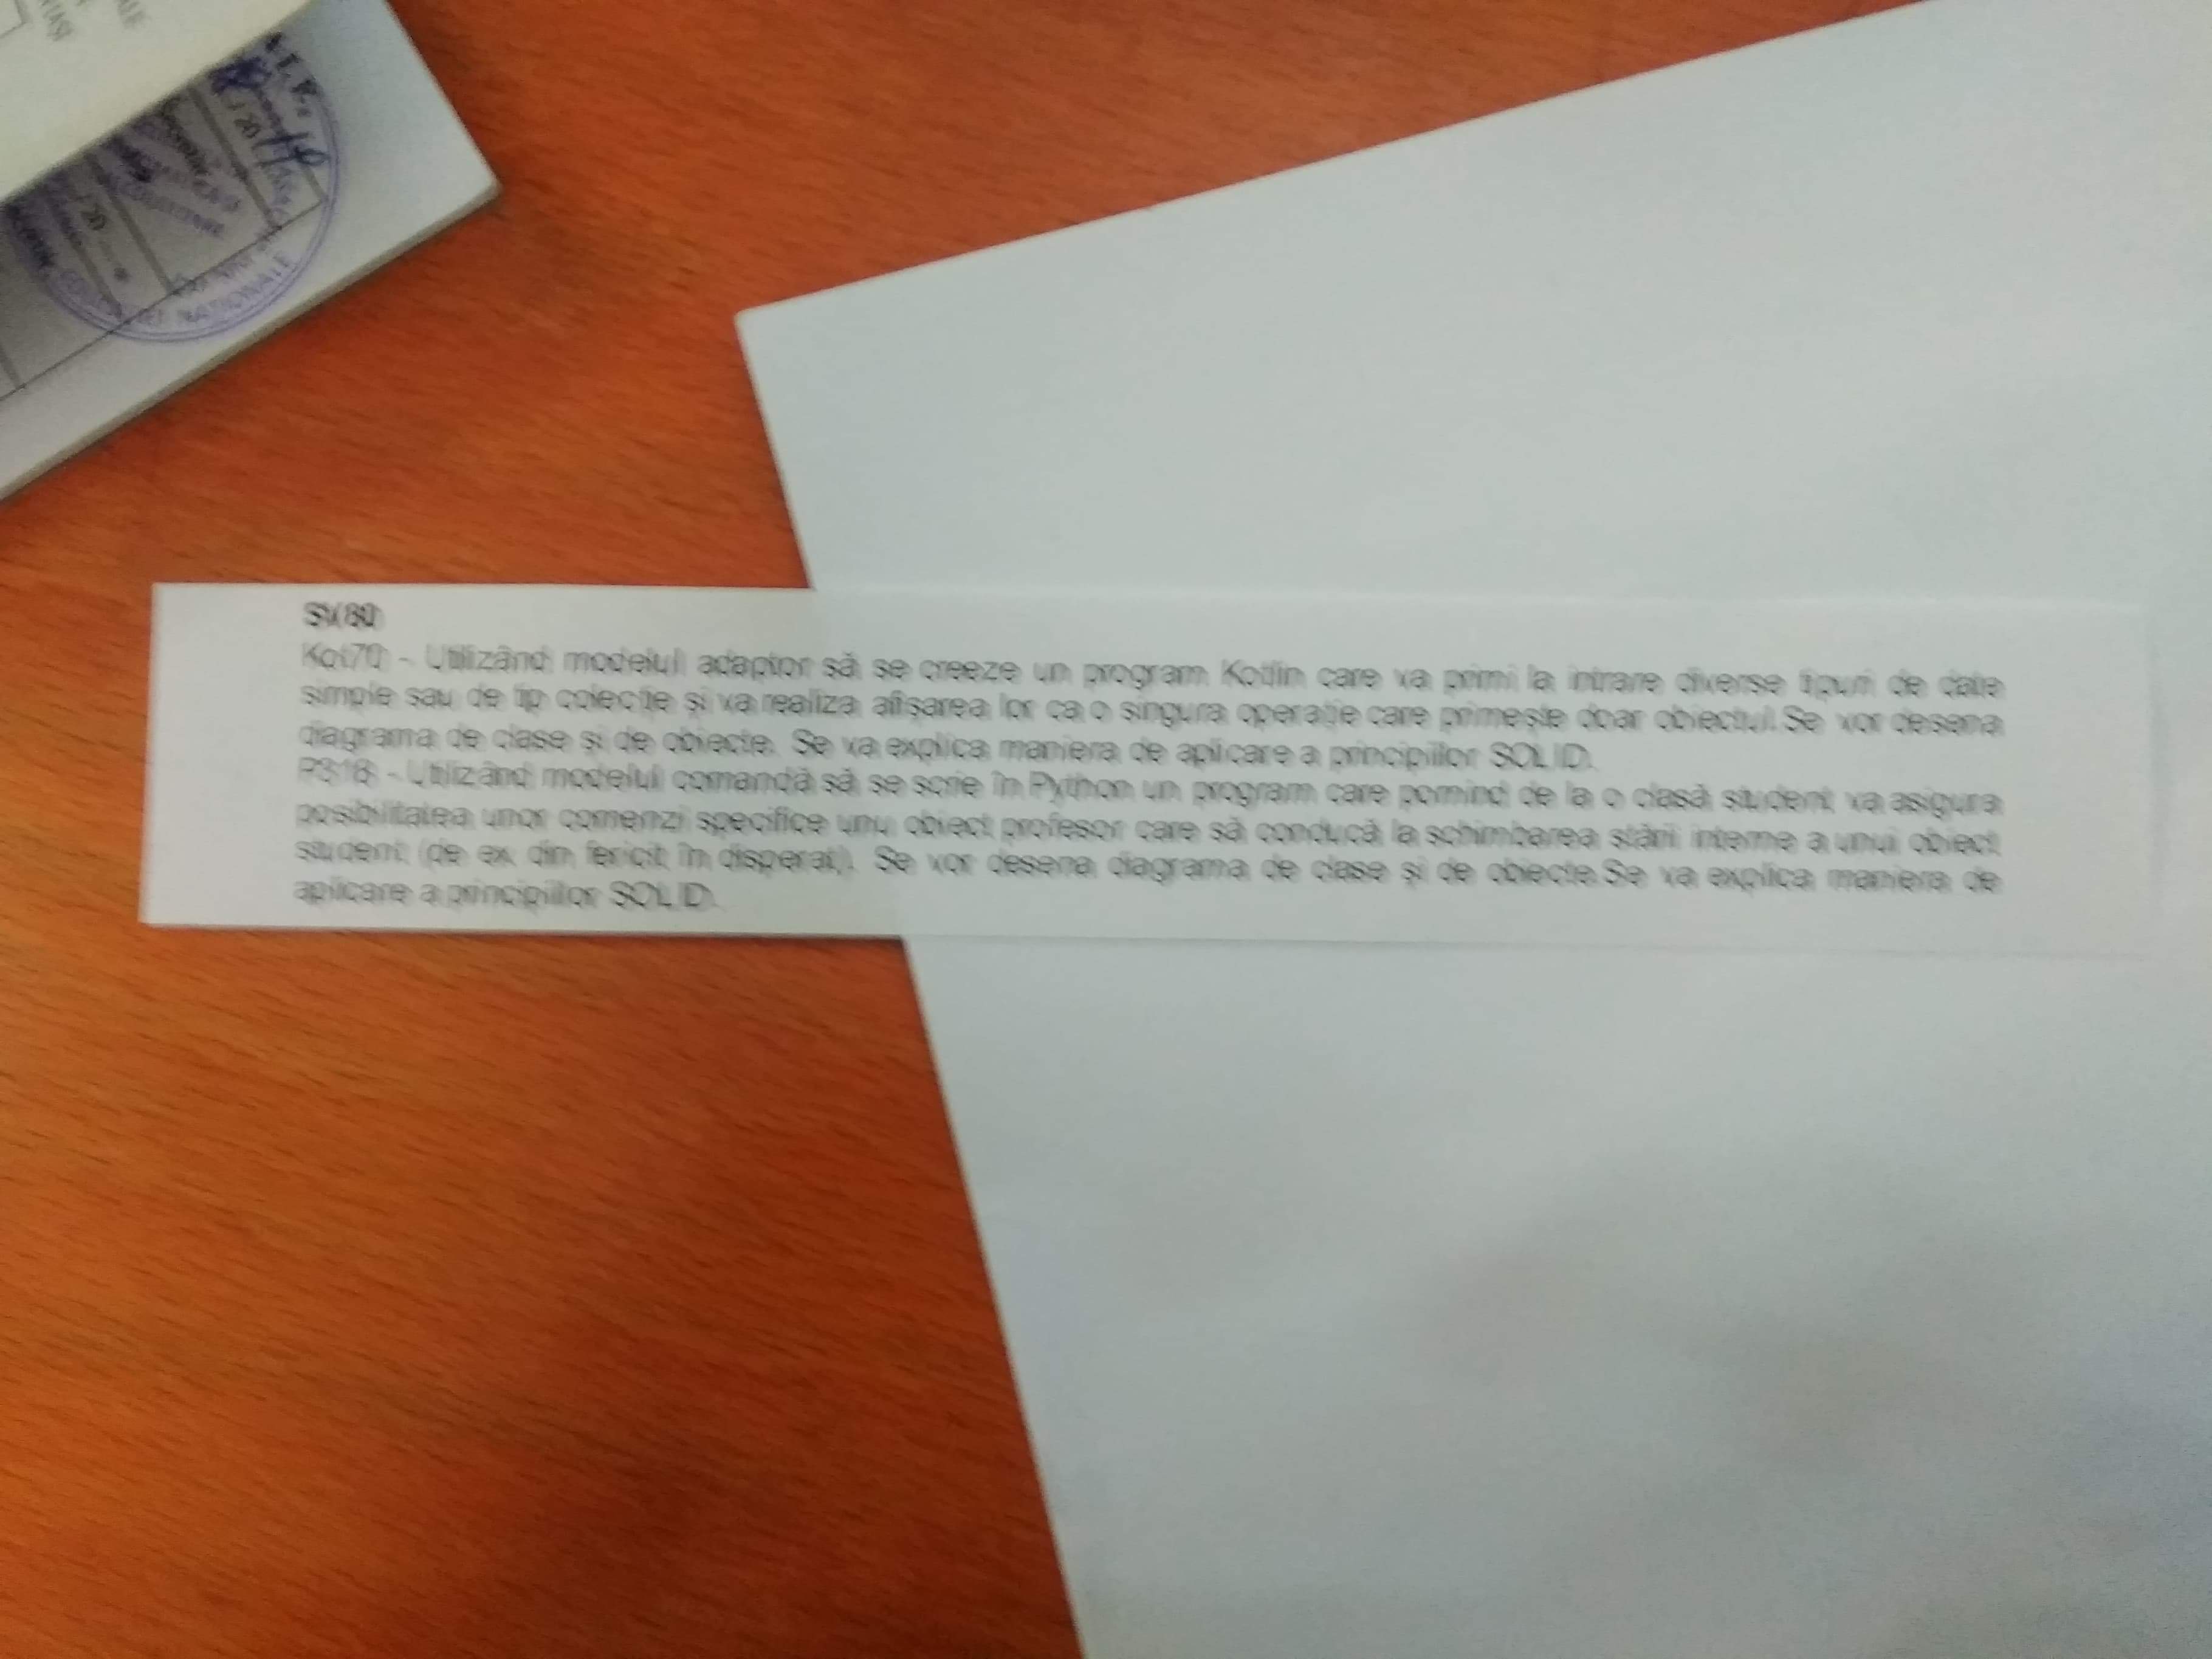 ALE
20
20
NAȚIONALE
Kot70 - Utilizând modelul adaptor să se creeze un program Kotlin care va primi la intrare diverse tipuri de date
simple sau de tip colecție și va realiza afișarea lor ca o singura operație care primește doar obiectul. Se vor desena
diagrama de clase și de obiecte. Se va explica maniera de aplicare a principiilor SOLID.
P318 - Utilizând modelul comandă să se scrie în Python un program care pornind de la o clasă student va asigura
posibilitatea unor comenzi specifice unu obiect profesor care să conducă la schimbarea stării interne a unui obiect
student (de ex. din fericit în disperat). Se vor desena diagrama de clase și de obiecte.Se va explica maniera de
aplicare a principiilor SOLID.